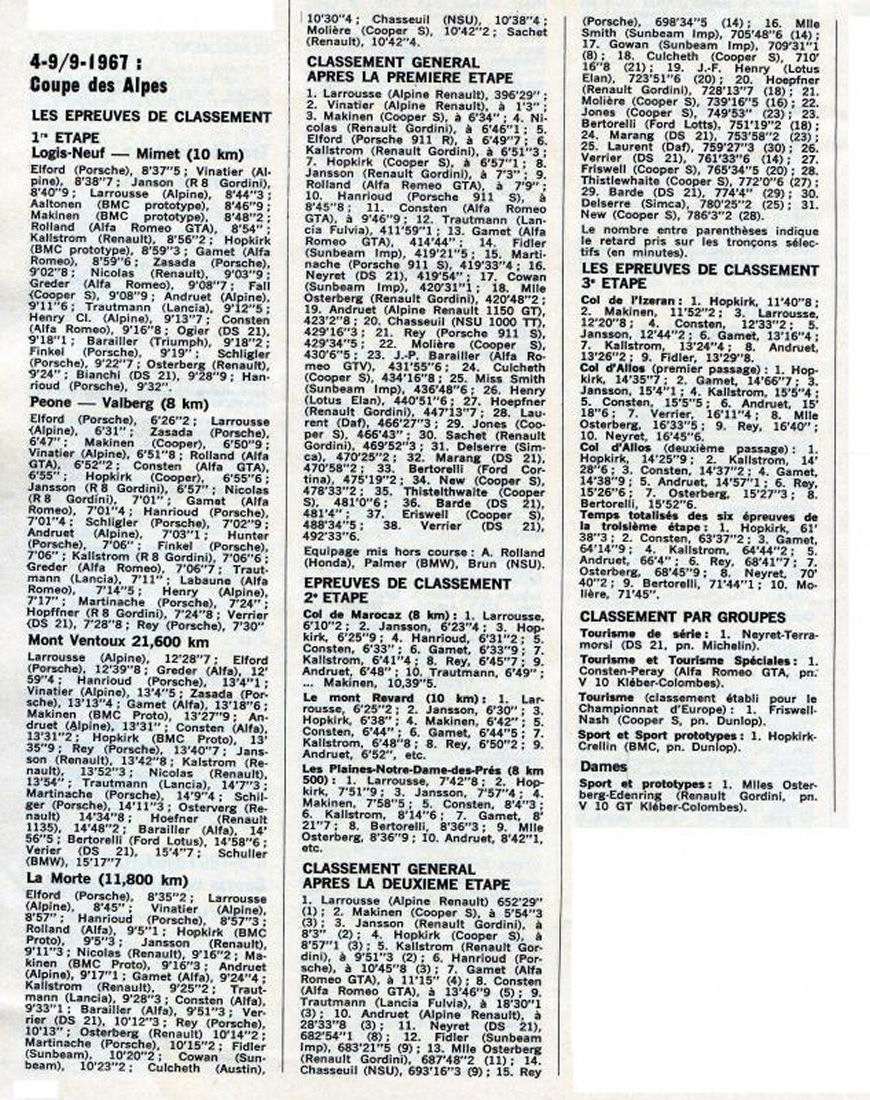 4-9/9-1967 :
Coupe des Alpes
LES EPREUVES DE CLASSEMENT
1re ETAPE
Logis-Neuf — Mimet (10 km)
Elford (Porsche), 8'37"5 ; Vinatier (Al-
pine), 8'38"7 ; Janson (R 8 Gordini),
8'40"9 ; Larrousse (Alpine), 8'44"3 ;
Aaltonen (BMC prototype), 8'46"9 ;
Makinen (BMC prototype), 8'48"2 ;
Rolland (Alfa Romeo GTA), 8'54" ;
Kallstrom (Renault), 8'56"2 ; Hopkirk
(BMC prototype), 8'59"3 ; Gamet (Alfa
Romeo), 8'59"6 ; Zasada (Porsche),
9'02"8 ; Nicolas (Renault), 9'03"9 ;
Greder (Alfa Romeo), 9'08"7 ; Fall
(Cooper S), 9'08"9 ; Andruet (Alpine),
9'11"6 ; Trautmann (Lancia), 9'12"5 ;
Henry Cl. (Alpine), 9'13"7 ; Consten
(Alfa Romeo), 9'16"8 ; Ogier (DS 21),
9'18"1 ; Barailler (Triumph), 9'18"2 ;
Finkel (Porsche), 9'19" ; Schligler
(Porsche), 9'22"7 ; Osterberg (Renault),
9'24" ; Bianchi (DS 21), 9'28"9 ; Han-
rioud (Porsche), 9'32".
Peone — Valberg (8 km)
Elford (Porsche), 6'26"2 ; Larrousse
(Alpine), 6'31" ; Zasada (Porsche),
6'47" ; Makinen (Cooper), 6'50"9 ;
Vinatier (Alpine), 6'51"8 ; Rolland (Alfa
GTA), 6'52"2 ; Consten (Alfa GTA),
6'55" ; Hopkirk (Cooper), 6'55"6 ;
Jansson (R 8 Gordini), 6'57" ; Nicolas
(R 8 Gordini), 7'01" ; Gamet (Alfa
Romeo), 7'01"4 ; Hanrioud (Porsche),
7'01"4 ; Schligler (Porsche), 7'02"9 ;
Andruet (Alpine), 7'03"1 ; Hunter
(Porsche), 7'06" ; Finkel (Porsche),
7'06" ; Kallstrom (R 8 Gordini), 7'06"6 ;
Greder (Alfa Romeo), 7'06"7 ; Traut-
mann (Lancia), 7'11" ; Labaune (Alfa
Romeo), 7'14"5 ; Henry (Alpine),
7'17" ; Martinache (Porsche), 7'24" ;
Hopffner (R 8 Gordini), 7'24"8 ; Verrier
(DS 21), 7'28"8 ; Rey (Porsche), 7'30"
Mont Ventoux 21,600 km
Larrousse (Alpine), 12'28"7 ; Elford
(Porsche), 12'39"8 ; Greder (Alfa), 12'
59"4 ; Hanrioud (Porsche), 13'4"1 ;
Vinatier (Alpine), 13'4"5 ; Zasada (Por-
sche), 13'13"4 ; Gamet (Alfa), 13'18"6 ;
Makinen (BMC Proto), 13'27"9 ; An-
druet (Alpine), 13'31" ; Consten (Alfa),
13'31"2 ; Hopkirk (BMC Proto), 13'
35"9 ; Rey (Porsche), 13'40"7 ; Jans-
son (Renault), 13'42"8 ; Kalstrom (Re-
nault), 13'52"3 ; Nicolas (Renault),
13'54" ; Trautmann (Lancia), 14'7"3 ;
Martinache (Porsche), 14'9"4 ; Schil-
ger (Porsche), 14'11"3 ; Osterverg (Re-
nault) 14'34"8 ; Hoefner (Renault
1135), 14'48"2 ; Barailler (Alfa), 14'
56"5 ; Bertorelli (Ford Lotus), 14'58"6 ;
Verier (DS 21), 15'4"7 ; Schuller
(BMW), 15'17"7
La Morte (11,800 km)
Elford (Porsche), 8'35"2 ; Larrousse
(Alpine), 8'45" ; Vinatier (Alpine),
8'57" ; Hanrioud (Porsche), 8'57"3 ;
Rolland (Alfa), 9'5"1 ; Hopkirk (BMC
Proto), 9'5"3 ; Jansson (Renault),
9'11"3 ; Nicolas (Renault), 9'16"2 ; Ma-
kinen (BMC Proto), 9'16"3 ; Andruet
(Alpine), 9'17"1 ; Gamet (Alfa), 9'24"4 ;
Kallstrom (Renault), 9'25"2 ; Traut-
mann (Lancia), 9'28"3 ; Consten (Alfa),
9'33"1 ; Barailler (Alfa), 9'51"3 ; Ver-
rier (DS 21), 10'12"3 ; Rey (Porsche),
10'13" ; Osterberg (Renault) 10'14"2 ;
Martinache (Porsche), 10'15"2 ; Fidler
(Sunbeam), 10'20"2 ; Cowan (Sun-
beam), 10'23"2 ; Culcheth (Austin),
10'30"4 ; Chasseuil (NSU), 10'38"4 ;
Molière (Cooper S), 10'42"2 ; Sachet
(Renault), 10'42"4.
CLASSEMENT GENERAL
APRES LA PREMIERE ETAPE
1. Larrousse (Alpine Renault), 396'29" ;
2. Vinatier (Alpine Renault), à 1'3" ;
3. Makinen (Cooper S), à 6'34" ; 4. Ni-
colas (Renault Gordini), à 6'46"1 ; 5.
Elford (Porsche 911 R), à 6'49"7 ; 6.
Kallstrom (Renault Gordini), à 6'51"3 ;
7. Hopkirk (Cooper S), à 6'57"1 ; 8.
Jansson (Renault Gordini), à 7'3" ; 9.
Rolland (Alfa Remeo GTA), à 7'9" ;
10. Hanrioud (Porsche 911 S), à
8'45"8 ; 11. Consten (Alfa Romeo
GTA), à 9'46"9 ; 12. Trautmann (Lan-
cia Fulvia), 411'59"1 ; 13. Gamet (Alfa
Romeo GTA), 414'44" ; 14. Fidler
(Sunbeam Imp), 419'21"5 ; 15. Marti-
nache (Porsche 911 S), 419'33"4 ; 16.
Neyret (DS 21), 419'54" ; 17. Cowan
(Sunbeam Imp), 420'31"1 ; 18. Mlle
Osterberg (Renault Gordini), 420'48"2 ;
19. Andruet (Alpine Renault 1150 GT),
423'2"8 ; 20. Chasseuil (NSU 1000 TT),
429'16"3 ; 21. Rey (Porsche 911 S),
429'34"5 ; 22. Molière (Cooper S),
430'6"5 ; 23. J.-P. Barailler (Alfa Ro-
meo GTV), 431'55"6 ; 24. Culcheth
(Cooper S), 434'16"8 ; 25. Miss Smith
(Sunbeam Imp), 436'48"6 ; 26. Henry
(Lotus Elan), 440'51"6 ; 27. Hoepfner
(Renault Gordini), 447'13"7 ; 28. Lau-
rent (Daf), 466'27"3 ; 29. Jones (Coo-
per S), 466'43" ; 30. Sachet (Renault
Gordini), 469'52"3 ; 31. Delserre (Sim-
ca), 470'25"2 ; 32. Marang (DS 21),
470'58"2 ; 33. Bertorelli (Ford Cor-
tina), 475'19"2 ; 34. New (Cooper S),
478'33"2 ; 35. Thistelthwaite (Cooper
S), 481'0"6 ; 36. Barde (DS 21),
481'4" ; 37. Eriswell (Cooper S),
488'34"5 ; 38. Verrier (DS 21),
492'33"6.
Equipage mis hors course : A. Rolland
(Honda), Palmer (BMW), Brun (NSU).
EPREUVES DE CLASSEMENT
2e ETAPE
Col de Marocaz (8 km) : 1. Larrousse,
6'10"2 ; 2. Jansson, 6'23"4 ; 3. Hop-
kirk, 6'25"9 ; 4. Hanrioud, 6'31"2 ; 5.
Consten, 6'33" ; 6. Gamet, 6'33"9 ; 7.
Kallstrom, 6'41"4 ; 8. Rey, 6'45"7 ; 9.
Andruet, 6'48" ; 10. Trautmann, 6'49" ;
... Makinen, 10,39"5.
Le mont Revard (10 km) : 1. Lar-
rousse, 6'25"2 ; 2. Jansson, 6'30" ; 3.
Hopkirk, 6'38" ; 4. Makinen, 6'42" ; 5.
Consten, 6'44" ; 6. Gamet, 6'44"5 ; 7.
Kallstrom, 6'48"8 ; 8. Rey, 6'50"2 ; 9.
Andruet, 6'52", etc.
Les Plaines-Notre-Dame-des-Prés (8 km
500) : 1. Larrousse, 7'42"8 ; 2. Hop-
kirk, 7'51"9 ; 3. Jansson, 7'57"4 ; 4.
Makinen, 7'58"5 ; 5. Consten, 8'4"3 ;
6. Kallstrom, 8'14"6 ; 7. Gamet, 8'
21"7 ; 8. Bertorelli, 8'36"3 ; 9. Mlle
Osterberg, 8'36"9 ; 10. Andruet, 8'42"1,
etc.
CLASSEMENT GENERAL
APRES LA DEUXIEME ETAPE
1. Larrousse (Alpine Renault) 652'29"
(1) ; 2. Makinen (Cooper S), à 5'54"3
(3) ; 3. Jansson (Renault Gordini), à
8'3" (2) ; 4. Hopkirk (Cooper S), à
8'57"1 (3) ; 5. Kallstrom (Renault Gor-
dini), à 9'51"3 (2) ; 6. Hanrioud (Por-
sche), à 10'45"8 (3) ; 7. Gamet (Alfa
Romeo GTA), à 11'15" (4) ; 8. Consten
(Alfa Romeo GTA), à 13'46"9 (5) ; 9.
Trautmann (Lancia Fulvia), à 18'30"1
(3) ; 10. Andruet (Alpine Renault), à
28'33"8 (3) ; 11. Neyret (DS 21),
682'54"1 (8) ; 12. Fidler (Sunbeam
Imp), 683'21"5 (9) ; 13. Mlle Osterberg
(Renault Gordini), 687'48"2 (11) ; 14.
Chasseuil (NSU), 693'16"3 (9) ; 15. Rey
(Porsche), 698'34"5 (14) ; 16. Mlle
Smith (Sunbeam Imp), 705'48"6 (14) ;
17. Gowan (Sunbeam Imp), 709'31"1
(8) ; 18. Culcheth (Cooper S), 710'
16"8 (21) ; 19. J.-F. Henry (Lotus
Elan), 723'51"6 (20) ; 20. Hoepfner
(Renault Gordini), 728'13"7 (18) ; 21.
Molière (Cooper S), 739'16"5 (16) ; 22.
Jones (Cooper S), 749'53" (23) ; 23.
Bertorelli (Ford Lotts), 751'19"2 (18) ;
24. Marang (DS 21), 753'58"2 (23) ;
25. Laurent (Daf), 759'27"3 (30) ; 26.
Verrier (DS 21), 761'33"6 (14) ; 27.
Friswell (Cooper S), 765'34"5 (20) ; 28.
Thistlewhaite (Cooper S), 772'0"6 (27) ;
29. Barde (DS 21), 774'4" (29) ; 30.
Delserre (Simca), 780'25"2 (25) ; 31.
New (Cooper S), 786'3"2 (28).
Le nombre entre parenthèses indique
le retard pris sur les tronçons sélec-
tifs (en minutes).
LES EPREUVES DE CLASSEMENT
3e ETAPE
Col de l'Izeran : 1. Hopkirk, 11'40"8 ;
2. Makinen, 11'52"2 ; 3. Larrousse,
12'20"8 ; 4. Consten, 12'33"2 ; 5.
Jansson, 12'44"2 ; 6. Gamet, 13'16"4 ;
7. Kallstrom, 13'24"4 ; 8. Andruet,
13'26"2 ; 9. Fidler, 13'29"8.
Col d'Allos (premier passage) : 1. Hop-
kirk, 14'35"7 ; 2. Gamet, 14'66"7 ; 3.
Jansson, 15'4"1 ; 4. Kallstrom, 15'5"4 ;
5. Consten, 15'5"5 ; 6. Andruet, 15'
18"6 ; 7. Verrier, 16'11"4 ; 8. Mlle
Osterberg, 16'33"5 ; 9. Rey, 16'40" ;
10. Neyret, 16'45"6.
Col d'Allos (deuxième passage) : 1.
Hopkirk, 14'25"9 ; 2. Kallstrom, 14'
28"6 ; 3. Consten, 14'37"2 ; 4. Gamet,
14'38"9 ; 5. Andruet, 14'57"1 ; 6. Rey,
15'26"6 ; 7. Osterberg, 15'27"3 ; 8.
Bertorelli, 15'52"6.
Temps totalisés des six épreuves de
la troisième étape : 1. Hopkirk, 61'
38"3 ; 2. Consten, 63'37"2 ; 3. Gamet,
64'14"9 ; 4. Kallstrom, 64'44"2 ; 5.
Andruet, 66'4" ; 6. Rey, 68'41"7 ; 7.
Osterberg, 68'45"9 ; 8. Neyret, 70'
40"2 ; 9. Bertorelli, 71'44"1 ; 10. Mo-
lière, 71'45".
CLASSEMENT PAR GROUPES
Tourisme de série : 1. Neyret-Terra-
morsi (DS 21, pn. Michelin).
Tourisme et Tourisme Spéciales : 1.
Consten-Peray (Alfa Romeo GTA, pn.
V 10 Kléber-Colombes).
Tourisme (classement établi pour le
Championnat d'Europe) : 1. Friswell-
Nash (Cooper S, pn. Dunlop).
Sport et Sport prototypes : 1. Hopkirk-
Crellin (BMC, pn. Dunlop).
Dames
Sport et prototypes : 1. Mlles Oster-
berg-Edenring (Renault Gordini, pn.
V 10 GT Kléber-Colombes).